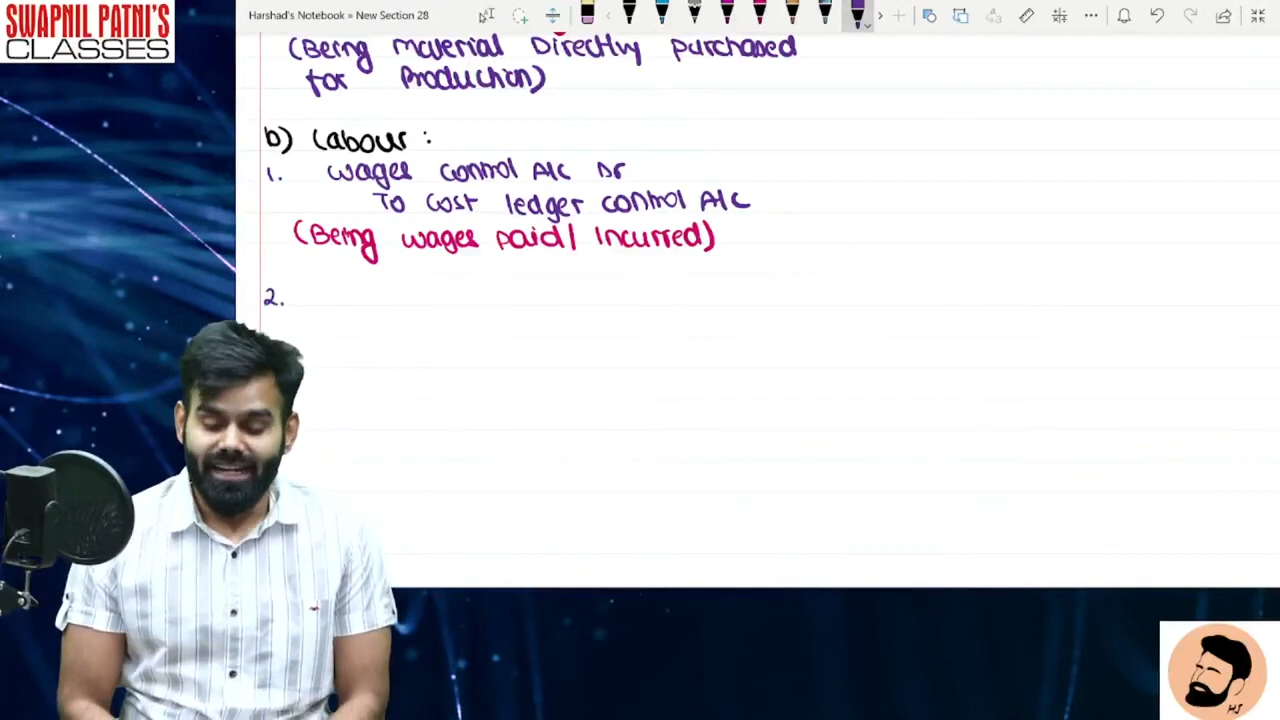 SWAPNIL PATNI'S
CLASSES
Harshad's Notebook » New Section 28
(Being Material Directly purchased
for Production)
b) Labour :
1. Wages control A/C Dr
To Cost ledger control A/C
(Being wages paid/ Incurred)
2.
HJ